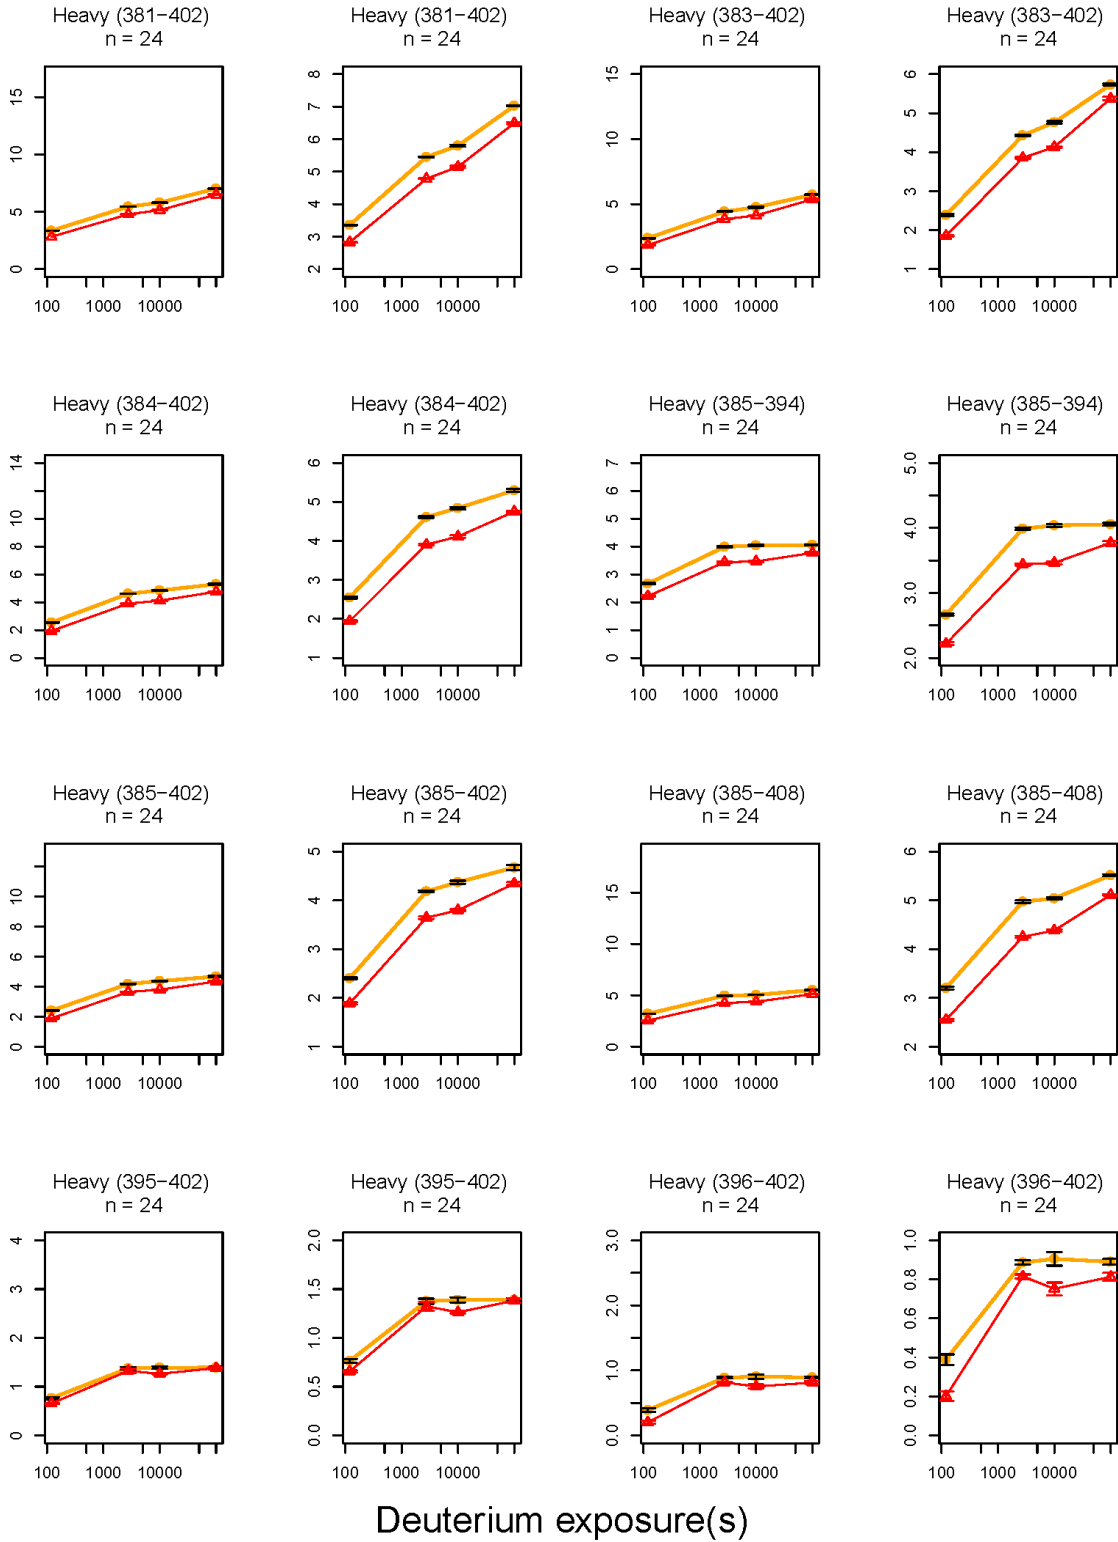 Heavy (381−402)
n = 24
Heavy (381−402)
n = 24
Heavy (383−402)
n = 24
Heavy (383−402)
n = 24
15
10
5
0
100 1000 10000
8
7
6
5
4
3
2
100 1000 10000
15
10
5
0
100 1000 10000
6
5
4
3
2
1
100 1000 10000
Heavy (384−402)
n = 24
Heavy (384−402)
n = 24
Heavy (385−394)
n = 24
Heavy (385−394)
n = 24
14
10
8
6
4
2
0
100 1000 10000
6
5
4
3
2
1
100 1000 10000
7
6
5
4
3
2
1
0
100 1000 10000
5.0
4.0
3.0
2.0
100 1000 10000
Heavy (385−402)
n = 24
Heavy (385−402)
n = 24
Heavy (385−408)
n = 24
Heavy (385−408)
n = 24
10
8
6
4
2
0
100 1000 10000
5
4
3
2
1
100 1000 10000
15
10
5
0
100 1000 10000
6
5
4
3
2
100 1000 10000
Heavy (395−402)
n = 24
Heavy (395−402)
n = 24
Heavy (396−402)
n = 24
Heavy (396−402)
n = 24
4
3
2
1
0
100 1000 10000
2.0
1.5
1.0
0.5
0.0
100 1000 10000
3.0
2.0
1.0
0.0
100 1000 10000
1.0
0.8
0.6
0.4
0.2
0.0
100 1000 10000
Deuterium exposure(s)